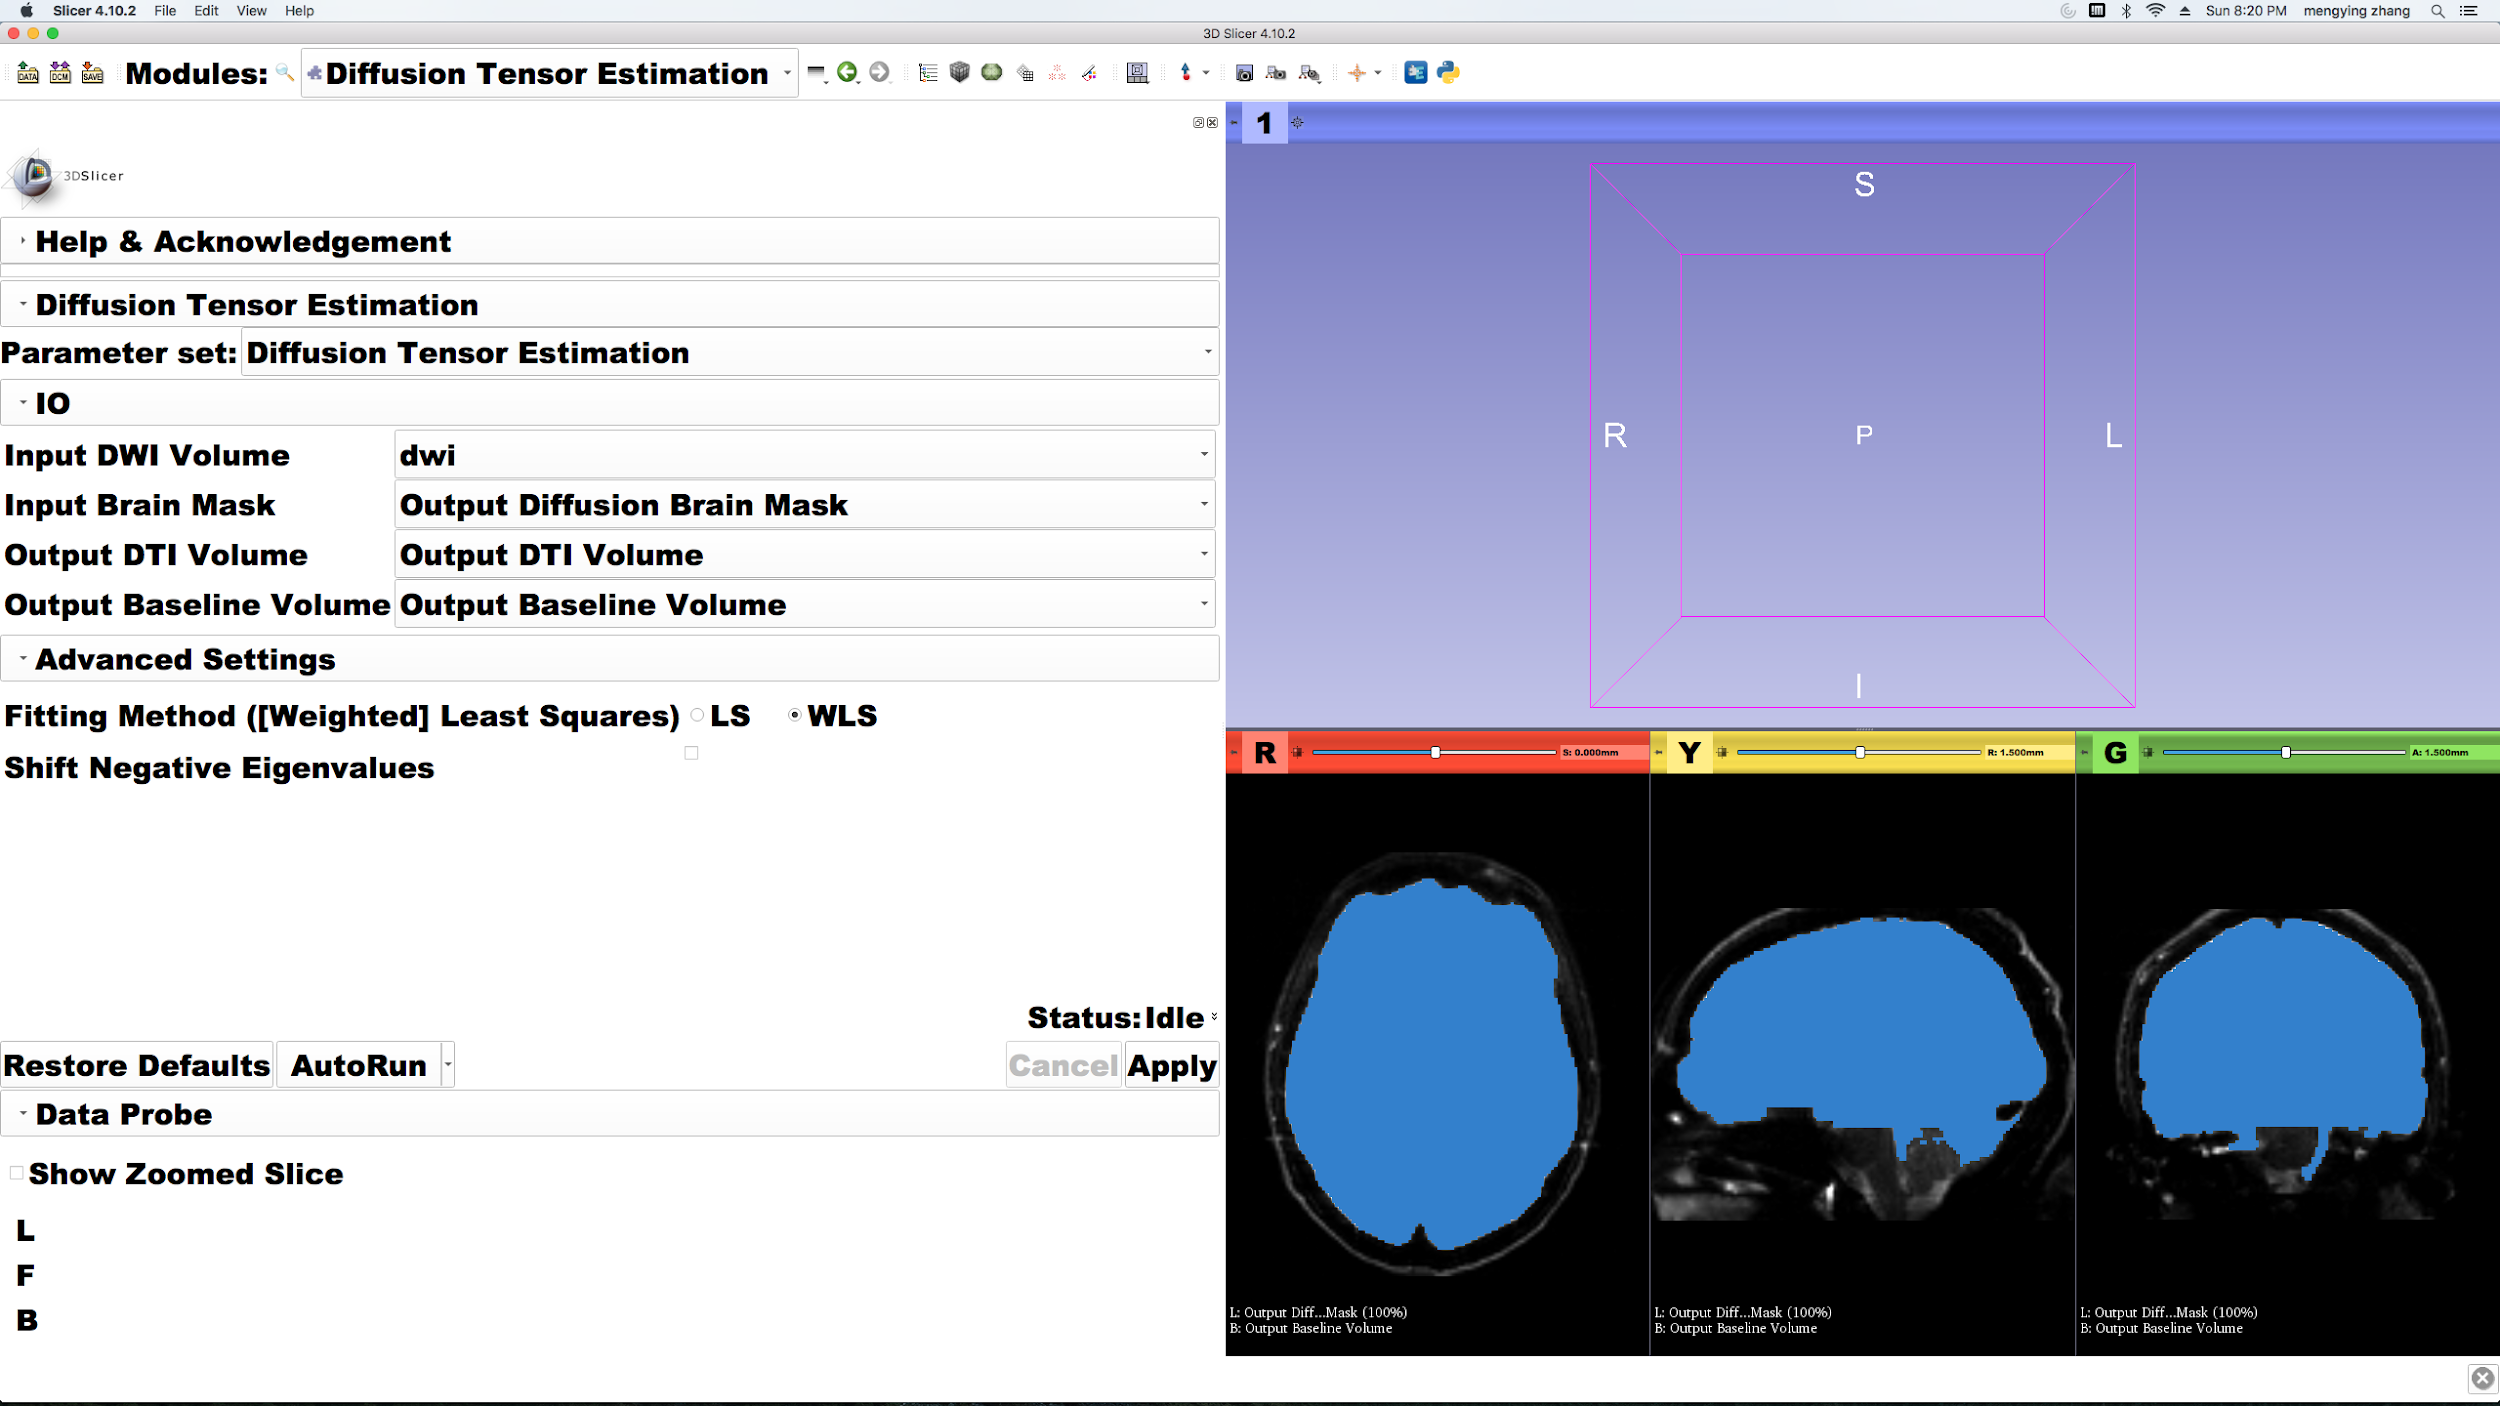 Slicer 4.10.2 File Edit View Help
Sun 8:20 PM mengying zhang
3D Slicer 4.10.2
DATA DCM SAVE Modules: Diffusion Tensor Estimation
1
3DSlicer
Help & Acknowledgement
Diffusion Tensor Estimation
Parameter set: Diffusion Tensor Estimation
IO
Input DWI Volume dwi
Input Brain Mask Output Diffusion Brain Mask
Output DTI Volume Output DTI Volume
Output Baseline Volume Output Baseline Volume
Advanced Settings
Fitting Method ([Weighted] Least Squares) LS WLS
Shift Negative Eigenvalues
Status: Idle
Restore Defaults AutoRun Cancel Apply
Data Probe
Show Zoomed Slice
L
F
B
S
R P L
I
R S: 0.000mm
Y R: 1.500mm
G A: 1.500mm
L: Output Diff...Mask (100%)
B: Output Baseline Volume
L: Output Diff...Mask (100%)
B: Output Baseline Volume
L: Output Diff...Mask (100%)
B: Output Baseline Volume